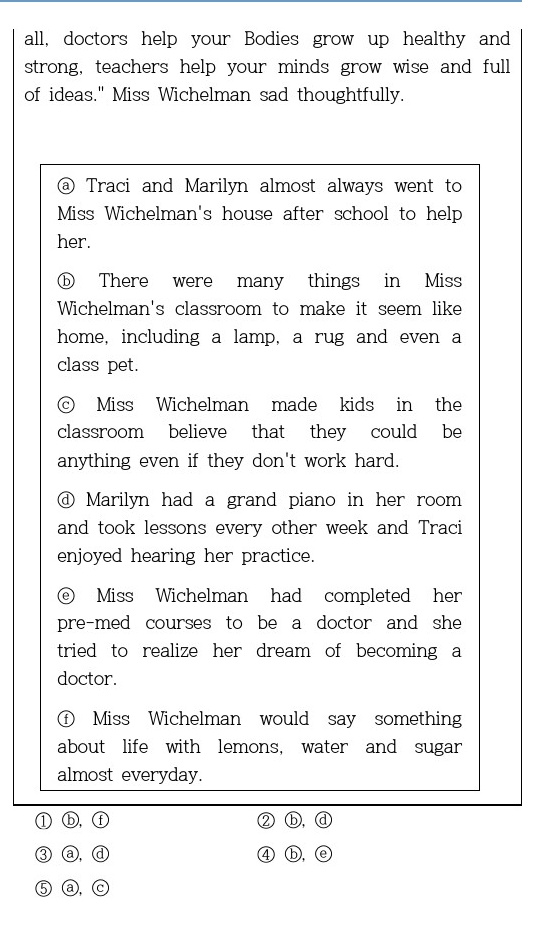 all, doctors help your Bodies grow up healthy and
strong, teachers help your minds grow wise and full
of ideas." Miss Wichelman sad thoughtfully.
ⓐ Traci and Marilyn almost always went to
Miss Wichelman's house after school to help
her.
ⓑ There were many things in Miss
Wichelman's classroom to make it seem like
home, including a lamp, a rug and even a
class pet.
ⓒ Miss Wichelman made kids in the
classroom believe that they could be
anything even if they don't work hard.
ⓓ Marilyn had a grand piano in her room
and took lessons every other week and Traci
enjoyed hearing her practice.
ⓔ Miss Wichelman had completed her
pre-med courses to be a doctor and she
tried to realize her dream of becoming a
doctor.
ⓕ Miss Wichelman would say something
about life with lemons, water and sugar
almost everyday.
① ⓑ, ⓕ ② ⓑ, ⓓ
③ ⓐ, ⓓ ④ ⓑ, ⓔ
⑤ ⓐ, ⓒ